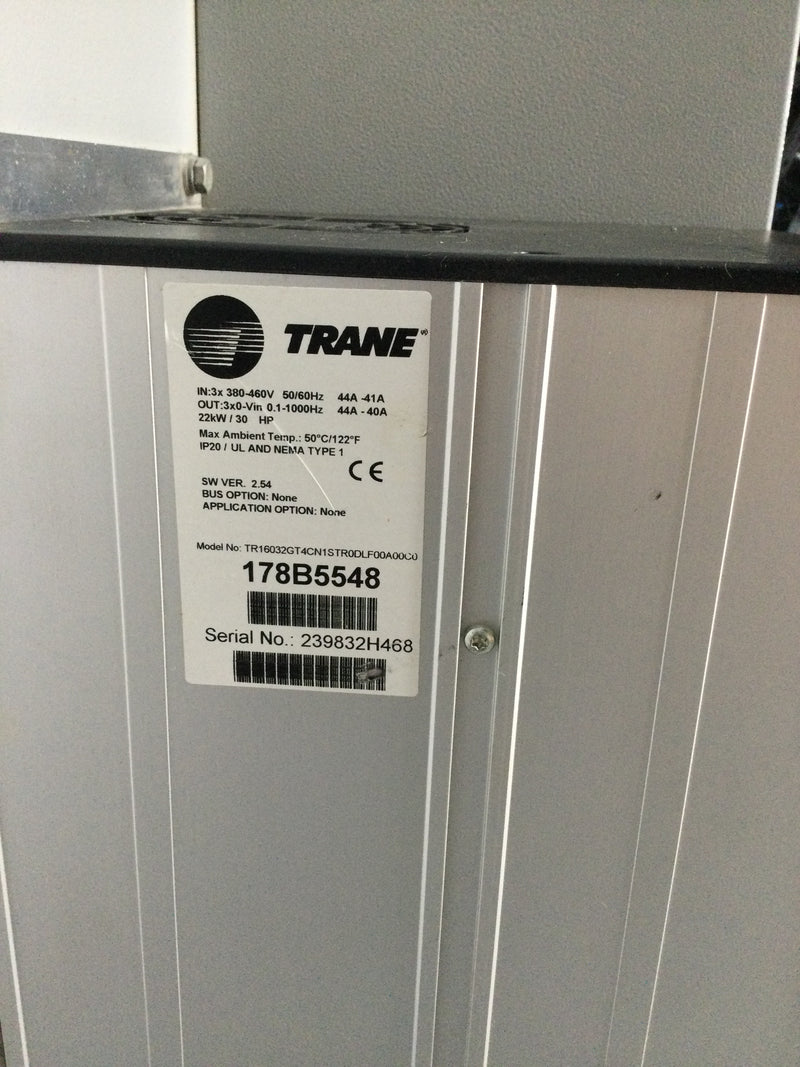 TRANE
IN:3x 380-460V 50/60Hz 44A -41A
OUT:3x0-Vin 0.1-1000Hz 44A - 40A
22kW / 30 HP
Max Ambient Temp.: 50°C/122°F
IP20 / UL AND NEMA TYPE 1
CE
SW VER. 2.54
BUS OPTION: None
APPLICATION OPTION: None
Model No: TR16032GT4CN1STR0DLF00A00C0
178B5548
Serial No.: 239832H468